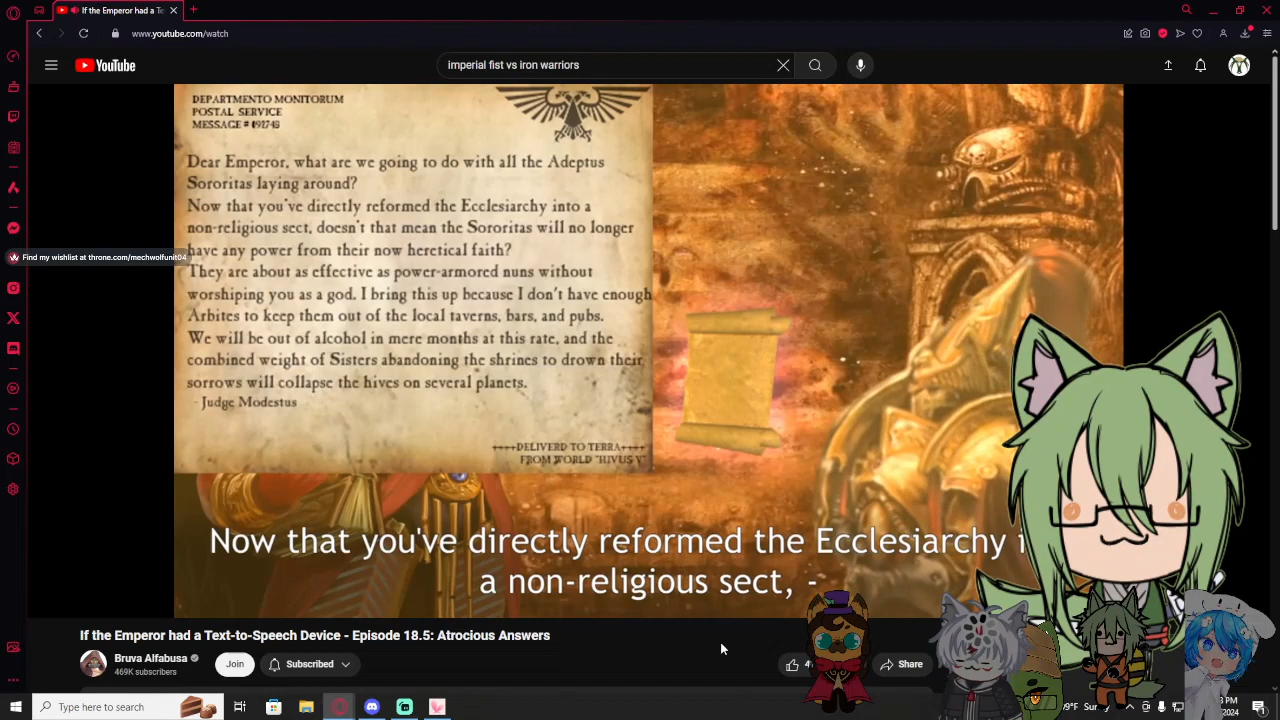 If the Emperor had a Te
www.youtube.com/watch
YouTube
imperial fist vs iron warriors
DEPARTMENTO MONITORUM
POSTAL SERVICE
MESSAGE #
Dear Emperor, what are we going to do with all the Adeptus
Sororitas laying around?
Now that you've directly reformed the Ecclesiarchy into a
non-religious sect, doesn't that mean the Sororitas will no longer
have any power from their now heretical faith?
They are about as effective as power-armored nuns without
worshiping you as a god. I bring this up because I don't have enough
Arbites to keep them out of the local taverns, bars, and pubs.
We will be out of alcohol in mere months at this rate, and the
combined weight of Sisters abandoning the shrines to drown their
sorrows will collapse the hives on several planets.
- Judge Modestus
++++DELIVERD TO TERRA++++
FROM WORLD "HIVUS V"
Find my wishlist at throne.com/mechwolfunit04
Now that you've directly reformed the Ecclesiarchy
a non-religious sect, -
If the Emperor had a Text-to-Speech Device - Episode 18.5: Atrocious Answers
Bruva Alfabusa
469K subscribers
Join
Subscribed
Share
Type here to search
2024